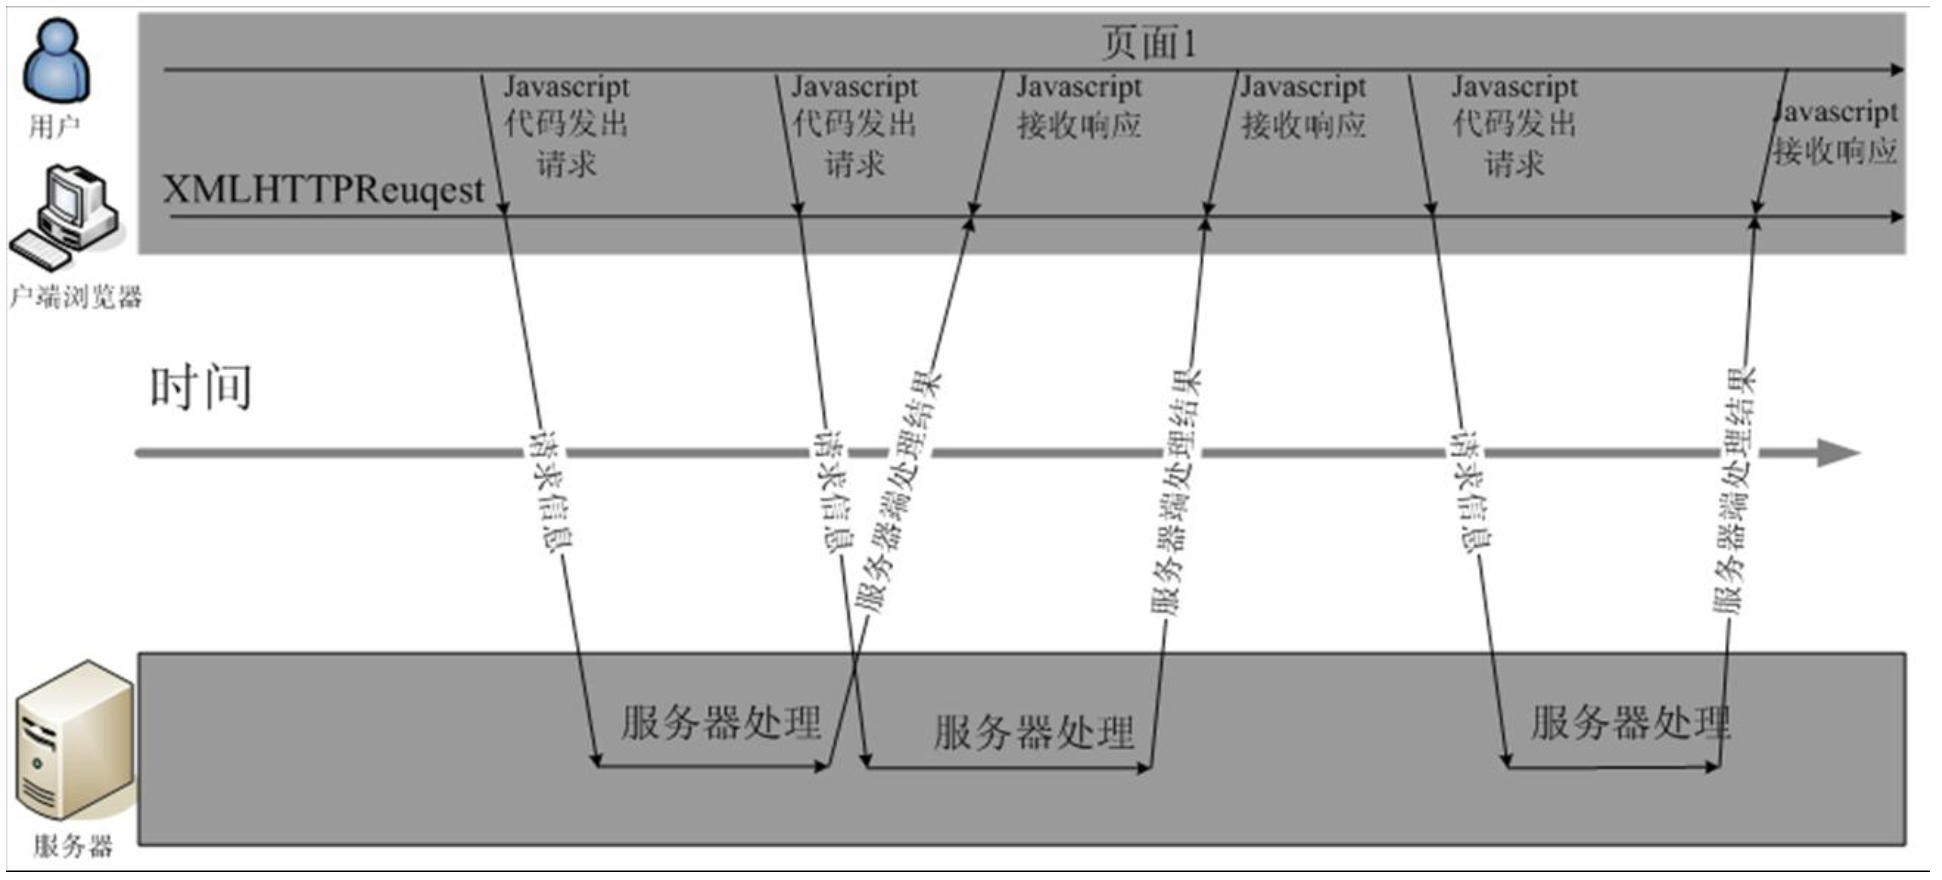 页面1
Javascript
代码发出
请求
Javascript
代码发出
请求
Javascript
接收响应
Javascript
接收响应
Javascript
代码发出
请求
Javascript
接收响应
用户
XMLHTTPReuqest
户端浏览器
时间
请求信息
请求信息
服务器端处理结果
服务器端处理结果
请求信息
服务器端处理结果
服务器处理
服务器处理
服务器处理
服务器